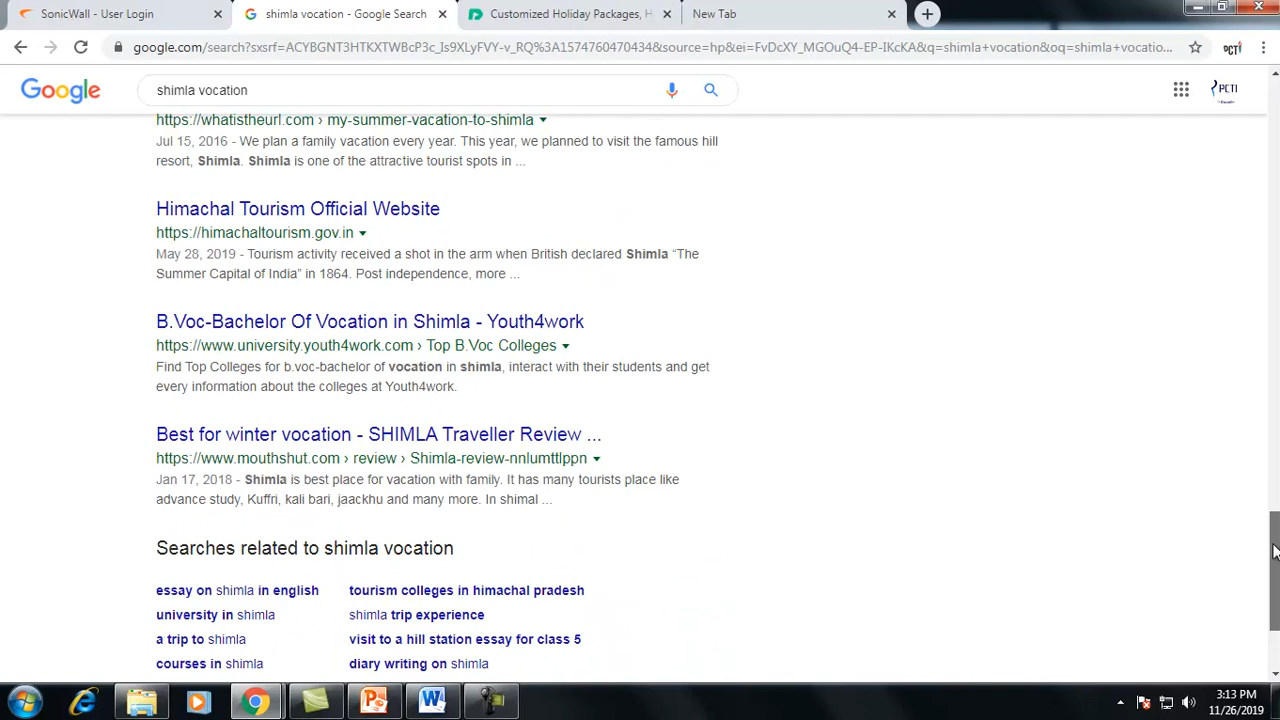 SonicWall - User Login
shimla vocation - Google Search
Customized Holiday Packages, H
New Tab
google.com/search?sxsrf=ACYBGNT3HTKXTWBcP3c_Is9XLyFVY-v_RQ%3A1574760470434&source=hp&ei=FvDcXY_MGOuQ4-EP-IKcKA&q=shimla+vocation&oq=shimla+vocatio...
PCTI
Google
shimla vocation
PCTI
https://whatistheurl.com › my-summer-vacation-to-shimla
Jul 15, 2016 - We plan a family vacation every year. This year, we planned to visit the famous hill
resort, Shimla. Shimla is one of the attractive tourist spots in ...
Himachal Tourism Official Website
https://himachaltourism.gov.in
May 28, 2019 - Tourism activity received a shot in the arm when British declared Shimla “The
Summer Capital of India” in 1864. Post independence, more ...
B.Voc-Bachelor Of Vocation in Shimla - Youth4work
https://www.university.youth4work.com › Top B.Voc Colleges
Find Top Colleges for b.voc-bachelor of vocation in shimla, interact with their students and get
every information about the colleges at Youth4work.
Best for winter vocation - SHIMLA Traveller Review ...
https://www.mouthshut.com › review › Shimla-review-nnlumttlppn
Jan 17, 2018 - Shimla is best place for vacation with family. It has many tourists place like
advance study, Kuffri, kali bari, jaackhu and many more. In shimal ...
Searches related to shimla vocation
essay on shimla in english
tourism colleges in himachal pradesh
university in shimla
shimla trip experience
a trip to shimla
visit to a hill station essay for class 5
courses in shimla
diary writing on shimla
3:13 PM
11/26/2019